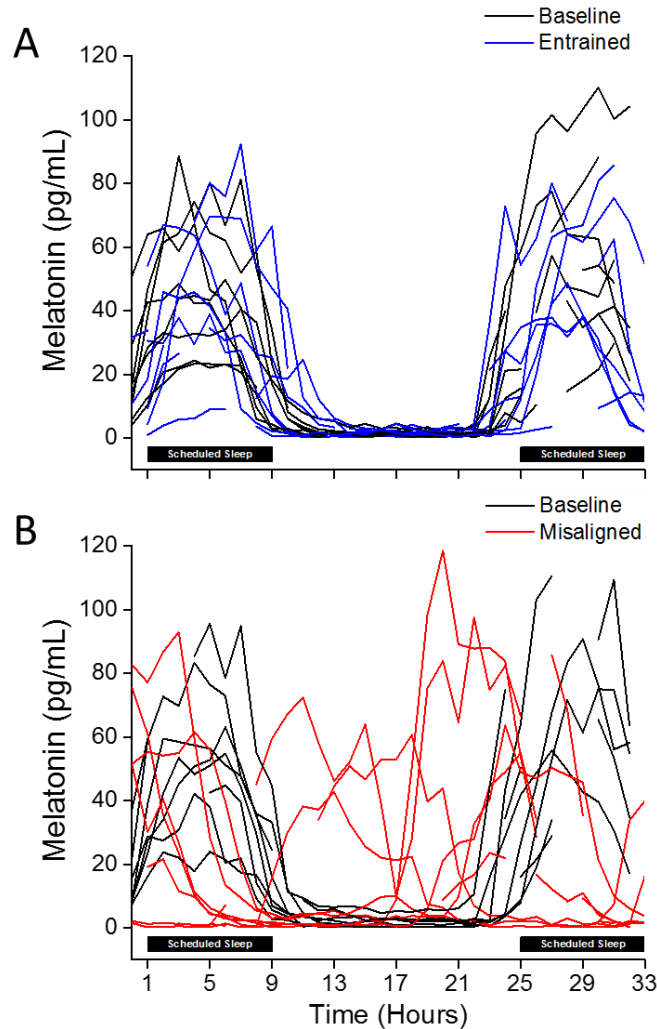 A
Baseline
Entrained
120
100
80
60
40
20
0
Melatonin (pg/mL)
Scheduled Sleep
Scheduled Sleep
B
Baseline
Misaligned
120
100
80
60
40
20
0
Melatonin (pg/mL)
Scheduled Sleep
Scheduled Sleep
1 5 9 13 17 21 25 29 33
Time (Hours)